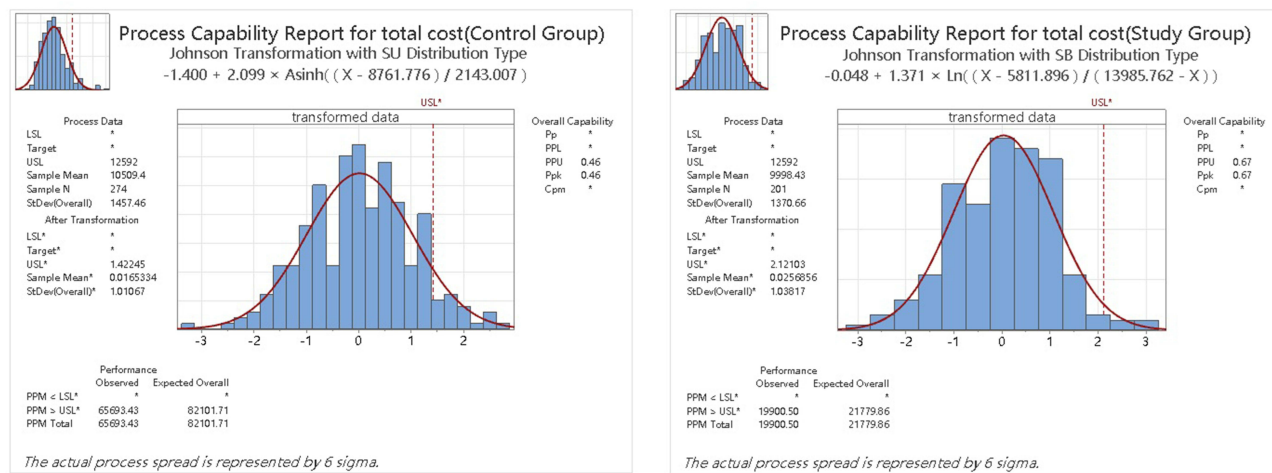 Process Capability Report for total cost(Control Group)
Johnson Transformation with SU Distribution Type
-1.400 + 2.099 × Asinh( ( X - 8761.776 ) / 2143.007 )
USL*
transformed data
Process Data
LSL *
Target *
USL 12592
Sample Mean 10509.4
Sample N 274
StDev(Overall) 1457.46
After Transformation
LSL* *
Target* *
USL* 1.42245
Sample Mean* 0.0165334
StDev(Overall)* 1.01067
Overall Capability
Pp *
PPL *
PPU 0.46
Ppk 0.46
Cpm *
-3 -2 -1 0 1 2
Performance
Observed Expected Overall
PPM < LSL* * *
PPM > USL* 65693.43 82101.71
PPM Total 65693.43 82101.71
The actual process spread is represented by 6 sigma.
Process Capability Report for total cost(Study Group)
Johnson Transformation with SB Distribution Type
-0.048 + 1.371 × Ln( ( X - 5811.896 ) / ( 13985.762 - X ) )
USL*
transformed data
Process Data
LSL *
Target *
USL 12592
Sample Mean 9998.43
Sample N 201
StDev(Overall) 1370.66
After Transformation
LSL* *
Target* *
USL* 2.12103
Sample Mean* 0.0256856
StDev(Overall)* 1.03817
Overall Capability
Pp *
PPL *
PPU 0.67
Ppk 0.67
Cpm *
-3 -2 -1 0 1 2 3
Performance
Observed Expected Overall
PPM < LSL* * *
PPM > USL* 19900.50 21779.86
PPM Total 19900.50 21779.86
The actual process spread is represented by 6 sigma.